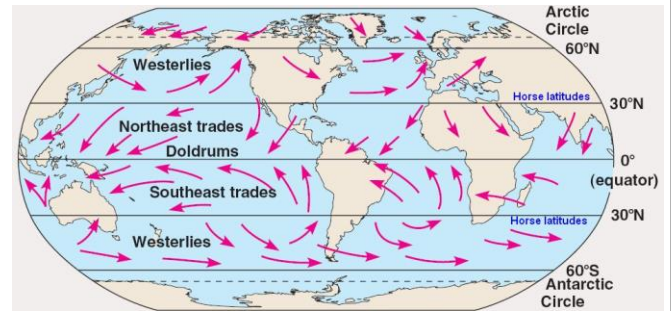 Arctic
Circle
60°N
Westerlies
Horse latitudes
30°N
Northeast trades
Doldrums
0°
(equator)
Southeast trades
Horse latitudes
30°N
Westerlies
60°S
Antarctic
Circle